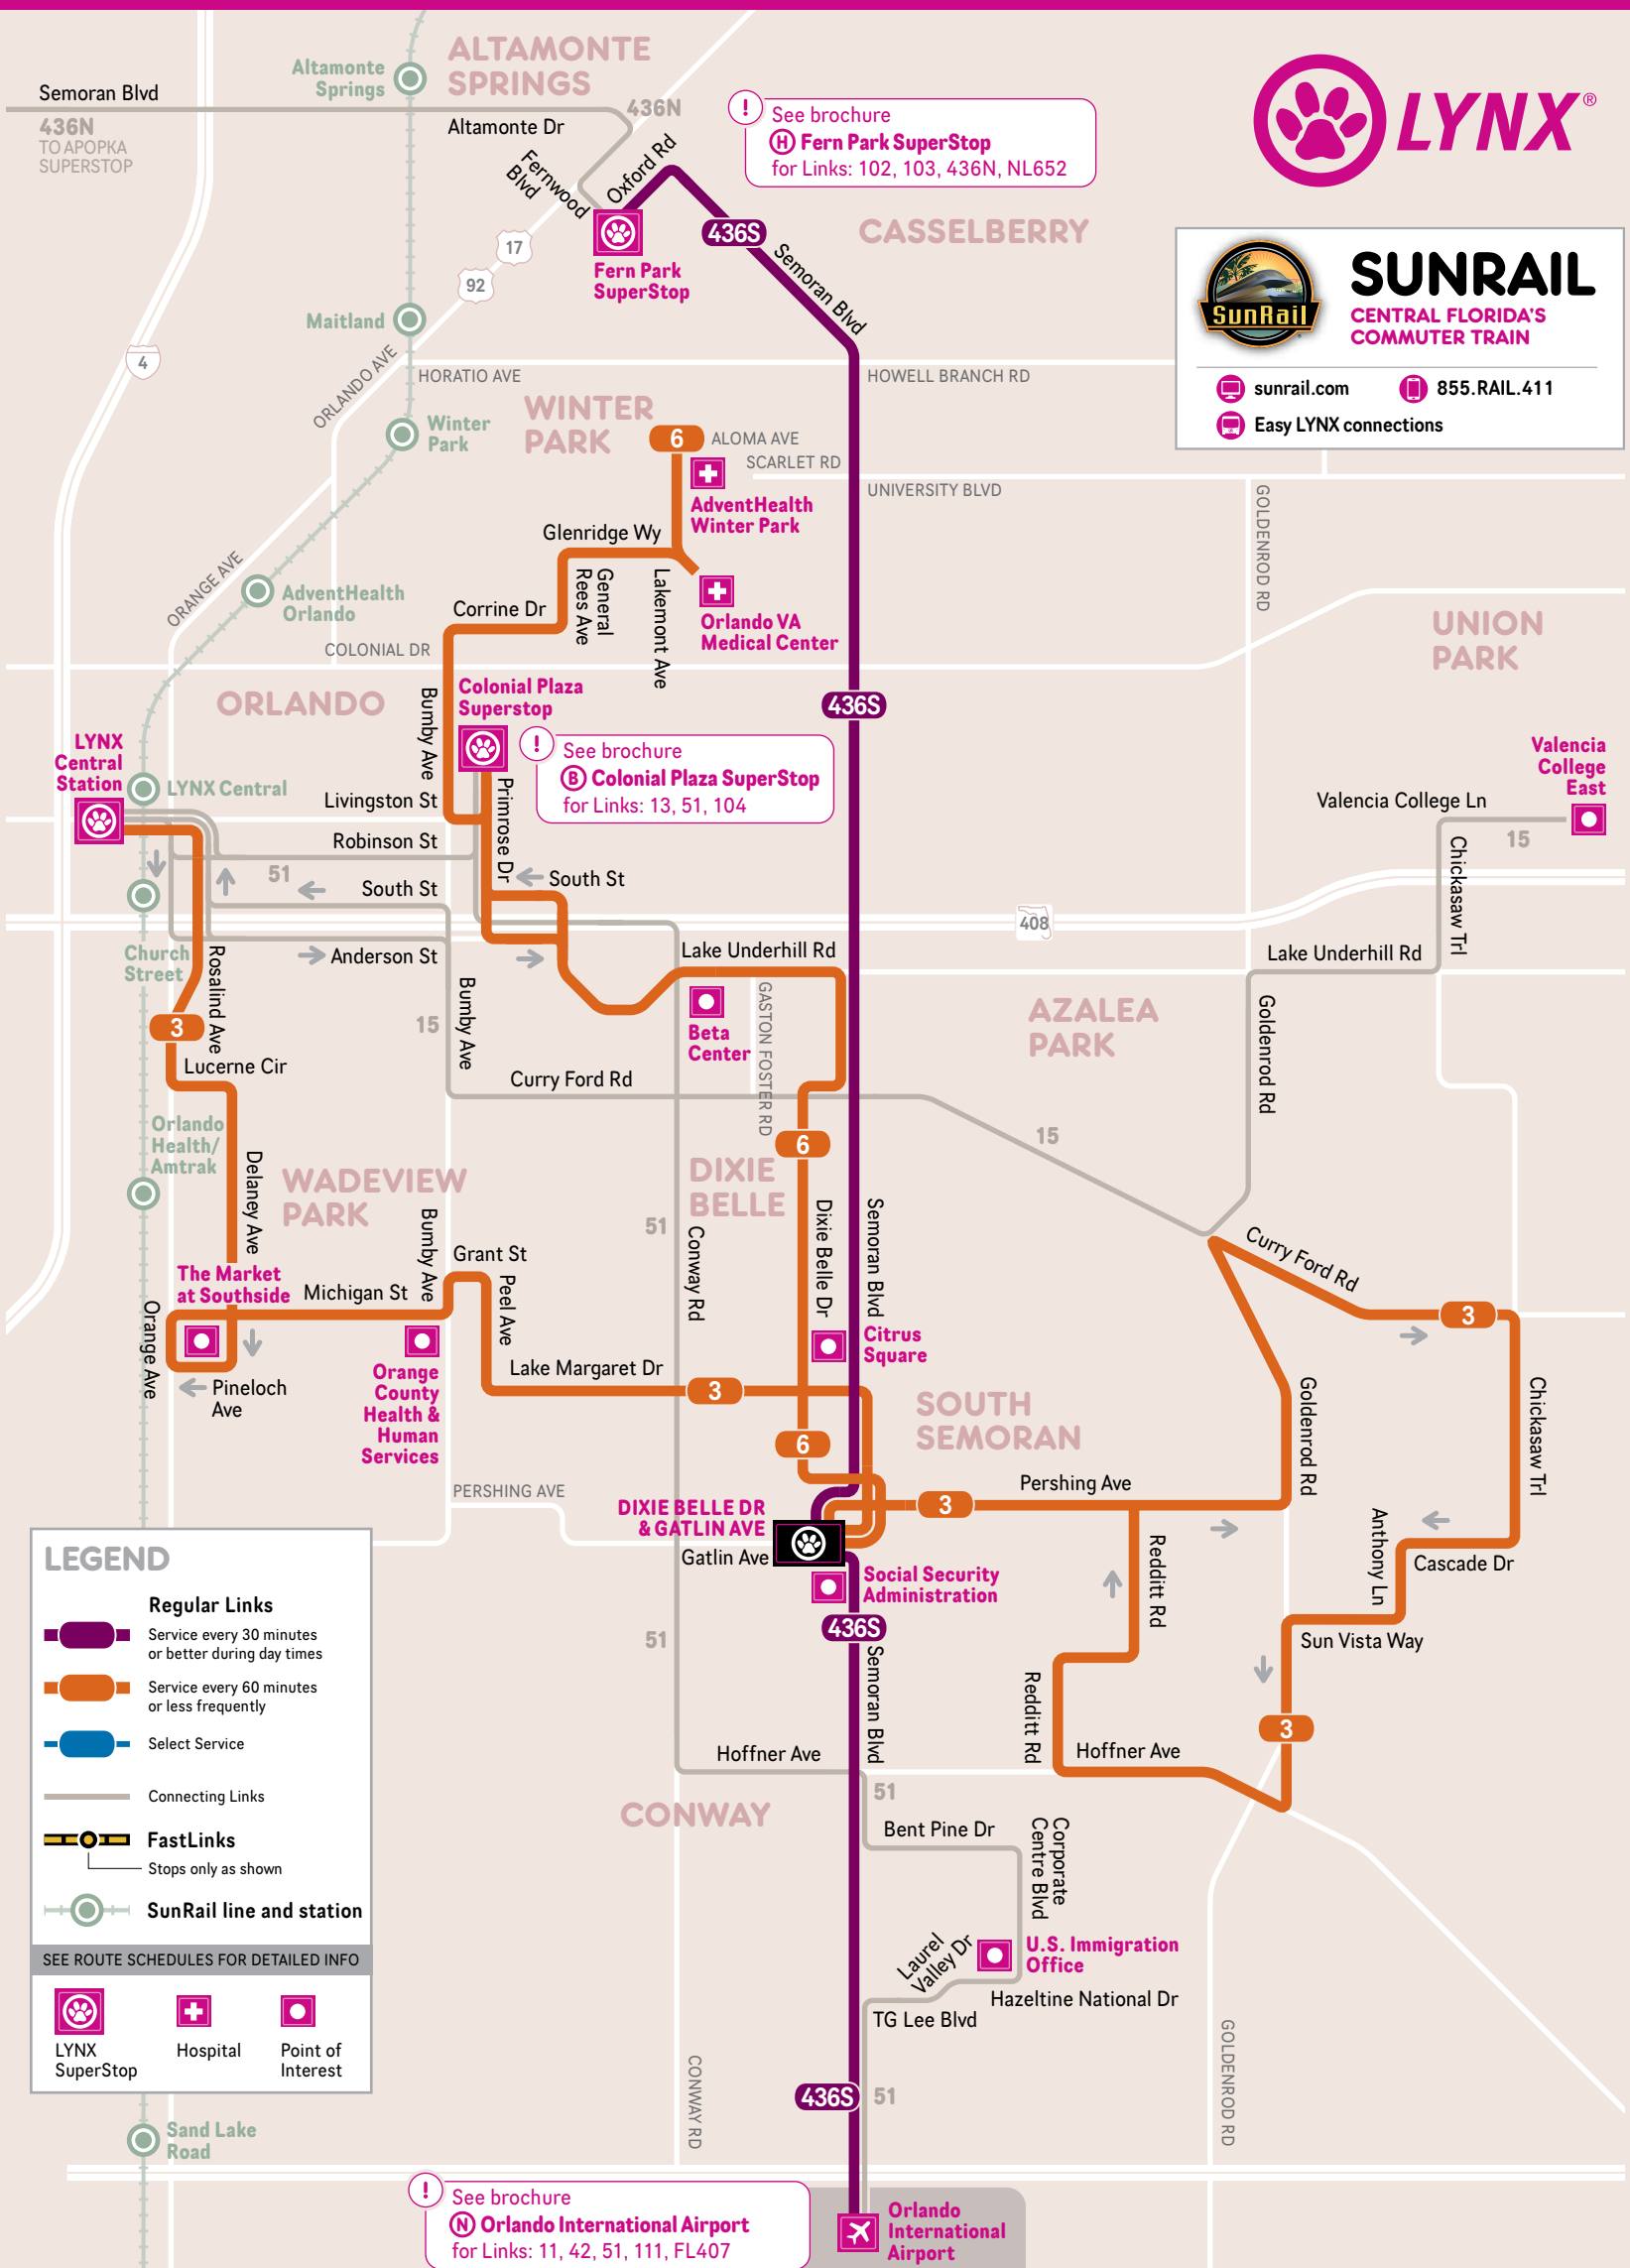 ALTAMONTE
SPRINGS
Altamonte
Springs
Semoran Blvd
436N
TO APOPKA
SUPERSTOP
436N
Altamonte Dr
Fernwood
Blvd
Oxford Rd
!
See brochure
H Fern Park SuperStop
for Links: 102, 103, 436N, NL652
LYNX®
CASSELBERRY
436S
Semoran Blvd
17
92
Fern Park
SuperStop
SunRail
SUNRAIL
CENTRAL FLORIDA'S
COMMUTER TRAIN
sunrail.com
855.RAIL.411
Easy LYNX connections
Maitland
4
ORLANDO AVE
HORATIO AVE
HOWELL BRANCH RD
WINTER
PARK
Winter
Park
6
ALOMA AVE
SCARLET RD
UNIVERSITY BLVD
GOLDENROD RD
AdventHealth
Winter Park
Glenridge Wy
General
Rees Ave
Lakemont Ave
Orlando VA
Medical Center
ORANGE AVE
AdventHealth
Orlando
Corrine Dr
COLONIAL DR
UNION
PARK
ORLANDO
Bumby Ave
Colonial Plaza
Superstop
436S
!
See brochure
B Colonial Plaza SuperStop
for Links: 13, 51, 104
LYNX
Central
Station
LYNX Central
Livingston St
Primrose Dr
Robinson St
51
South St
South St
Valencia
College
East
Valencia College Ln
15
Chickasaw Trl
408
Church
Street
Anderson St
Rosalind Ave
Lake Underhill Rd
Lake Underhill Rd
3
15
Bumby Ave
Beta
Center
GASTON FOSTER RD
AZALEA
PARK
Goldenrod Rd
Lucerne Cir
Curry Ford Rd
Orlando
Health/
Amtrak
6
15
Delaney Ave
WADEVIEW
PARK
DIXIE
BELLE
51
Conway Rd
Dixie Belle Dr
Semoran Blvd
Bumby Ave
Grant St
Peel Ave
Curry Ford Rd
The Market
at Southside
Michigan St
3
Orange Ave
Citrus
Square
Orange
County
Health &
Human
Services
Lake Margaret Dr
3
Pineloch
Ave
SOUTH
SEMORAN
Goldenrod Rd
Chickasaw Trl
6
PERSHING AVE
Pershing Ave
3
DIXIE BELLE DR
& GATLIN AVE
Gatlin Ave
Redditt Rd
Anthony Ln
Cascade Dr
Social Security
Administration
436S
51
Semoran Blvd
Sun Vista Way
Redditt Rd
3
Hoffner Ave
Hoffner Ave
51
CONWAY
Bent Pine Dr
Corporate
Centre Blvd
Laurel
Valley Dr
U.S. Immigration
Office
Hazeltine National Dr
TG Lee Blvd
GOLDENROD RD
CONWAY RD
436S
51
LEGEND
Regular Links
Service every 30 minutes
or better during day times
Service every 60 minutes
or less frequently
Select Service
Connecting Links
FastLinks
Stops only as shown
SunRail line and station
SEE ROUTE SCHEDULES FOR DETAILED INFO
LYNX
SuperStop
Hospital
Point of
Interest
Sand Lake
Road
!
See brochure
N Orlando International Airport
for Links: 11, 42, 51, 111, FL407
Orlando
International
Airport